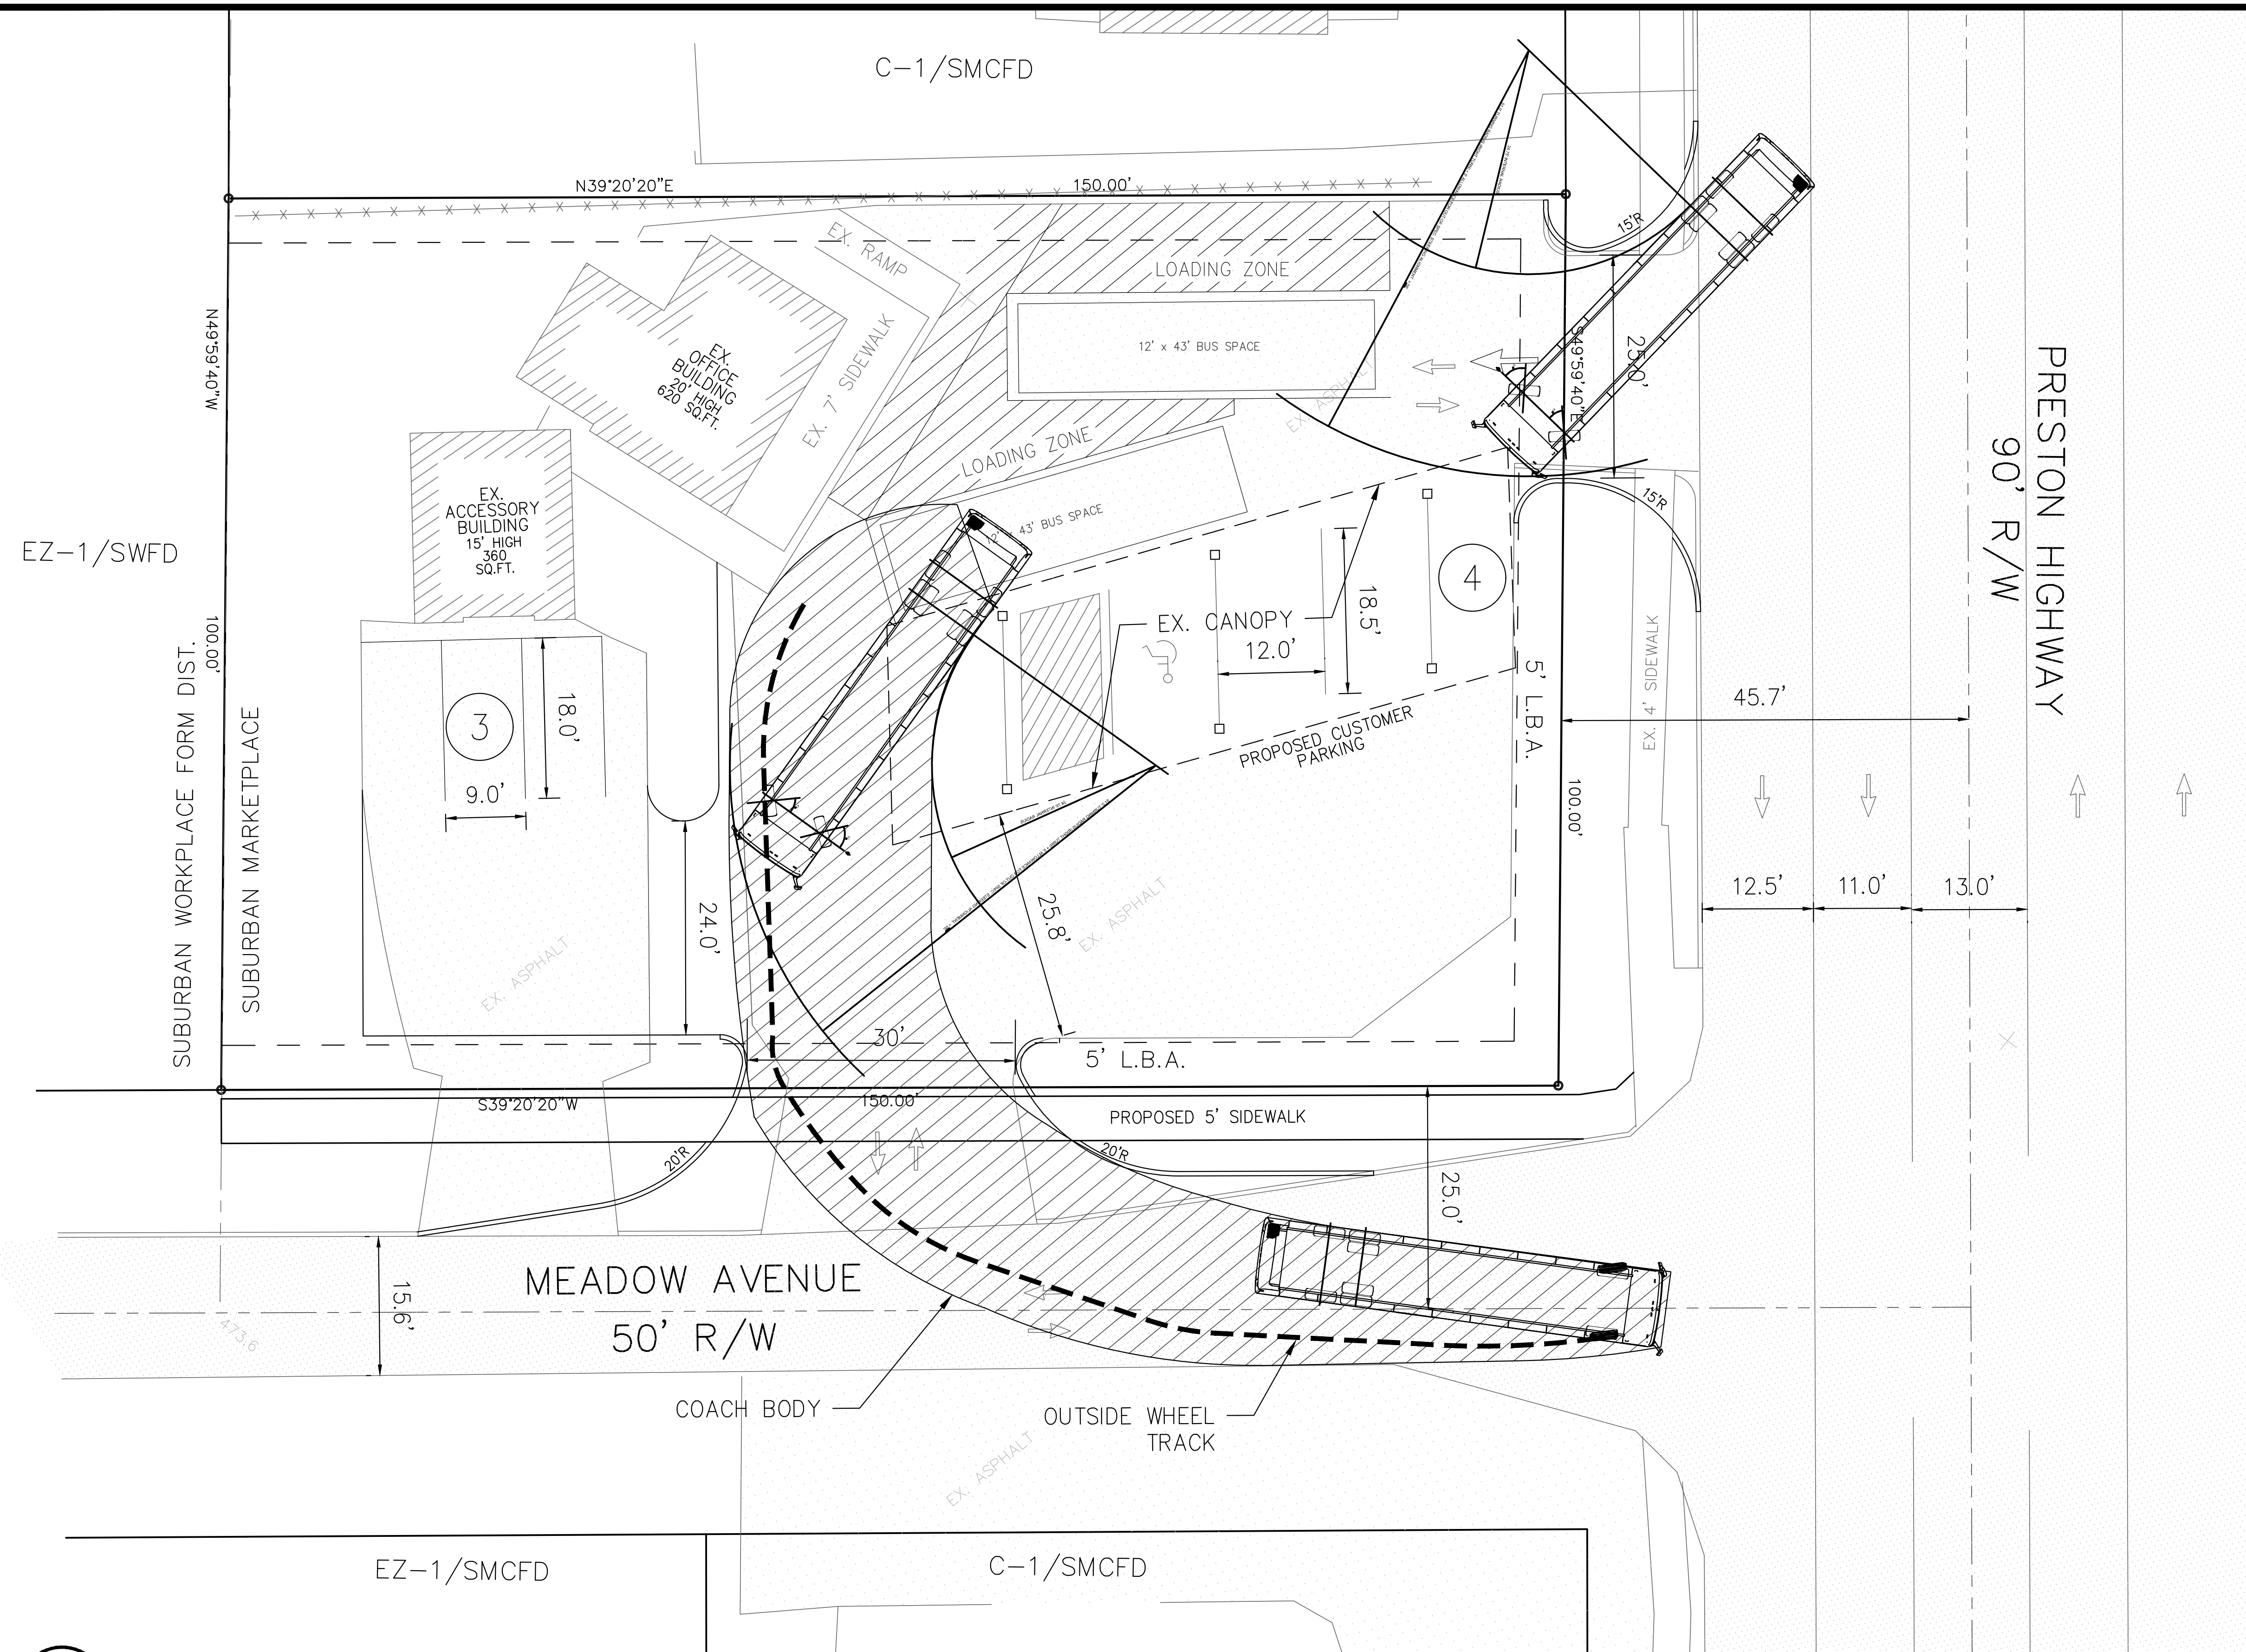 C-1/SMCFD
N39°20'20"E
150.00'
15'R
EX. RAMP
LOADING ZONE
N49°59'40"W
100.00'
EX.
OFFICE
BUILDING
20' HIGH
620 SQ.FT.
EX. 7' SIDEWALK
12' x 43' BUS SPACE
EX. ASPHALT
S49°59'40"E
25.0'
PRESTON HIGHWAY
90' R/W
LOADING ZONE
12' x 43' BUS SPACE
15'R
EX.
ACCESSORY
BUILDING
15' HIGH
360
SQ.FT.
EZ-1/SWFD
4
EX. CANOPY
18.5'
12.0'
EX. 4' SIDEWALK
5' L.B.A.
45.7'
SUBURBAN WORKPLACE FORM DIST.
SUBURBAN MARKETPLACE
3
18.0'
9.0'
PROPOSED CUSTOMER
PARKING
100.00'
12.5'
11.0'
13.0'
24.0'
25.8'
EX. ASPHALT
EX. ASPHALT
30'
5' L.B.A.
S39°20'20"W
150.00'
PROPOSED 5' SIDEWALK
20'R
20'R
25.0'
MEADOW AVENUE
50' R/W
15.6'
473.6
COACH BODY
OUTSIDE WHEEL
TRACK
EX. ASPHALT
EZ-1/SMCFD
C-1/SMCFD